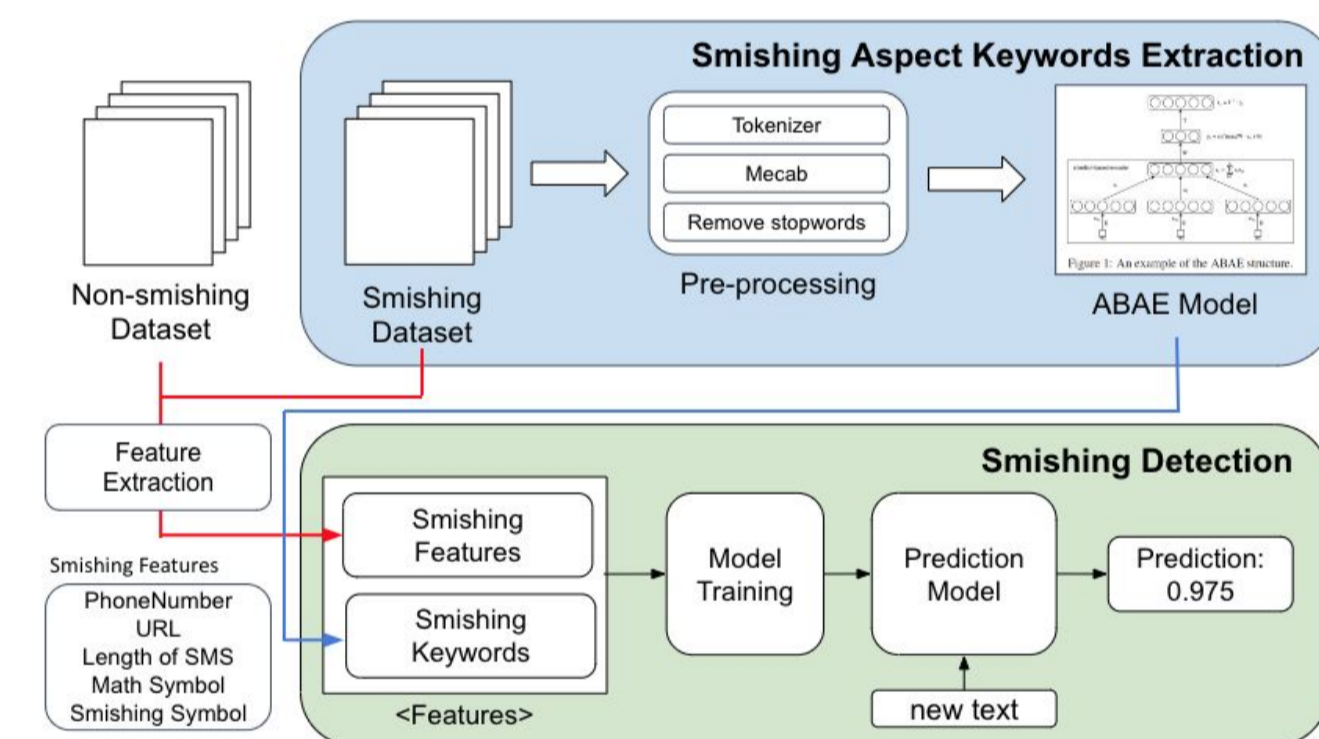 Smishing Aspect Keywords Extraction
Non-smishing
Dataset
Smishing
Dataset
Tokenizer
Mecab
Remove stopwords
Pre-processing
Figure 1: An example of the ABAE structure.
ABAE Model
Feature
Extraction
Smishing Features
PhoneNumber
URL
Length of SMS
Math Symbol
Smishing Symbol
Smishing Detection
Smishing
Features
Smishing
Keywords
<Features>
Model
Training
Prediction
Model
new text
Prediction:
0.975